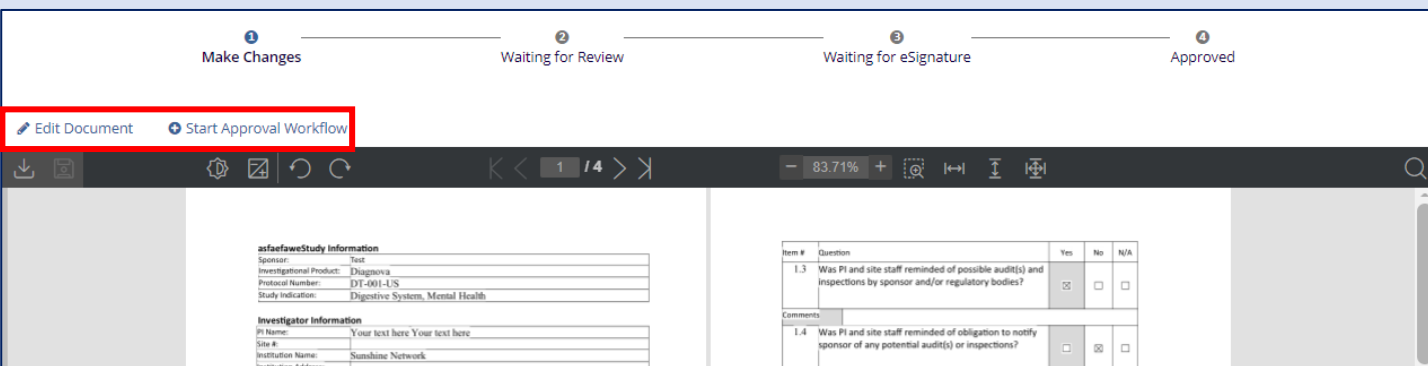 1 2 3 4
Make Changes Waiting for Review Waiting for eSignature Approved
Edit Document Start Approval Workflow
1 / 4 83.71%
asfaefaweStudy Information
Sponsor: Test
Investigational Product: Diagnova
Protocol Number: DT-001-US
Study Indication: Digestive System, Mental Health
Investigator Information
PI Name: Your text here Your text here
Site #:
Institution Name: Sunshine Network
Institution Address:
Item # Question Yes No N/A
1.3 Was PI and site staff reminded of possible audit(s) and
inspections by sponsor and/or regulatory bodies?
Comments
1.4 Was PI and site staff reminded of obligation to notify
sponsor of any potential audit(s) or inspections?